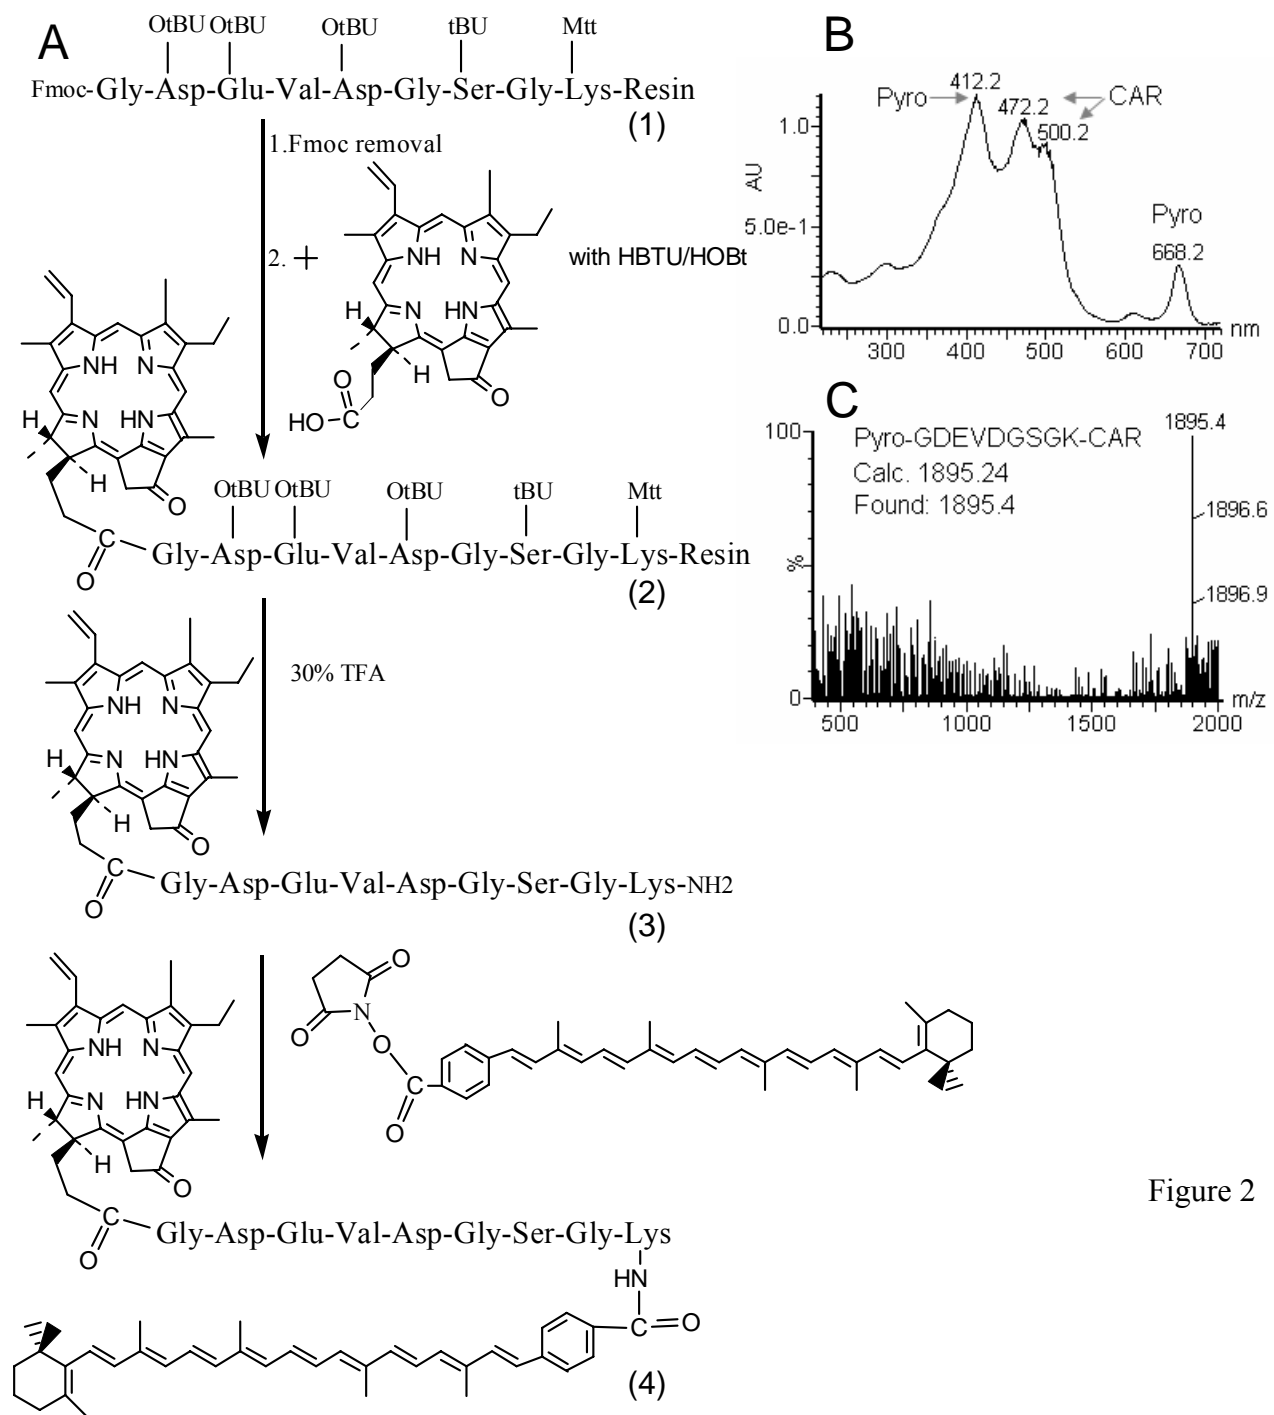 A
OtBU OtBU OtBU tBU Mtt
Fmoc-Gly-Asp-Glu-Val-Asp-Gly-Ser-Gly-Lys-Resin
(1)
1.Fmoc removal
2. +
with HBTU/HOBt
NH N
N HN
H
H
O
O
HO C
NH N
N HN
H
H
O
C
O
OtBU OtBU OtBU tBU Mtt
Gly-Asp-Glu-Val-Asp-Gly-Ser-Gly-Lys-Resin
(2)
30% TFA
NH N
N HN
H
H
O
C
O
Gly-Asp-Glu-Val-Asp-Gly-Ser-Gly-Lys-NH2
(3)
O
N
O
O
C
O
NH N
N HN
H
H
O
C
O
Gly-Asp-Glu-Val-Asp-Gly-Ser-Gly-Lys
HN
C=O
(4)
B
Pyro
412.2
472.2
500.2
CAR
Pyro
668.2
AU
1.0
5.0e-1
0.0
300 400 500 600 700 nm
C
Pyro-GDEVDGSGK-CAR
Calc. 1895.24
Found: 1895.4
1895.4
1896.6
1896.9
100
%
0
500 1000 1500 2000 m/z
Figure 2